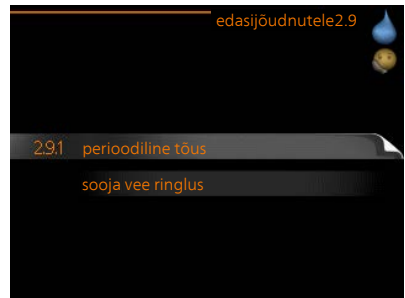 edasijõudnutele2.9
2.9.1 perioodiline tõus
sooja vee ringlus